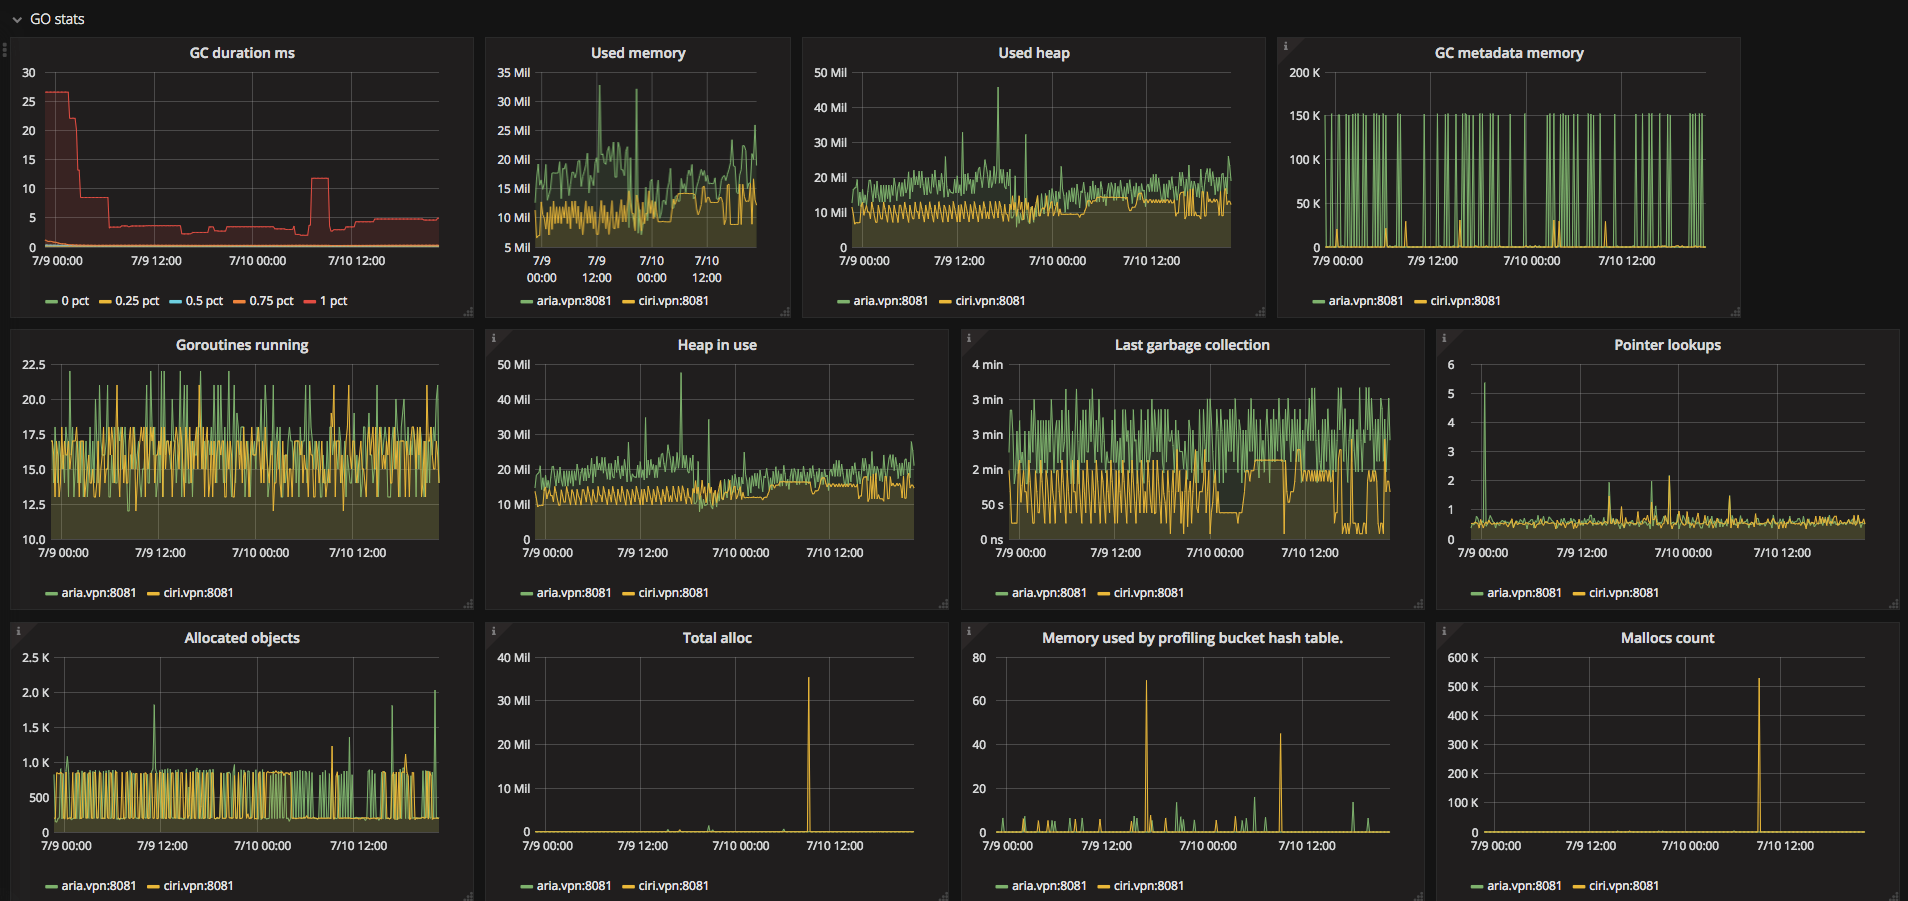 GO stats
GC duration ms
30
25
20
15
10
5
0
7/9 00:00 7/9 12:00 7/10 00:00 7/10 12:00
0 pct 0.25 pct 0.5 pct 0.75 pct 1 pct
Used memory
35 Mil
30 Mil
25 Mil
20 Mil
15 Mil
10 Mil
5 Mil
7/9 7/9 7/10 7/10
00:00 12:00 00:00 12:00
aria.vpn:8081 ciri.vpn:8081
Used heap
50 Mil
40 Mil
30 Mil
20 Mil
10 Mil
0
7/9 00:00 7/9 12:00 7/10 00:00 7/10 12:00
aria.vpn:8081 ciri.vpn:8081
i
GC metadata memory
200 K
150 K
100 K
50 K
0
7/9 00:00 7/9 12:00 7/10 00:00 7/10 12:00
aria.vpn:8081 ciri.vpn:8081
Goroutines running
22.5
20.0
17.5
15.0
12.5
10.0
7/9 00:00 7/9 12:00 7/10 00:00 7/10 12:00
aria.vpn:8081 ciri.vpn:8081
i
Heap in use
50 Mil
40 Mil
30 Mil
20 Mil
10 Mil
0
7/9 00:00 7/9 12:00 7/10 00:00 7/10 12:00
aria.vpn:8081 ciri.vpn:8081
i
Last garbage collection
4 min
3 min
3 min
2 min
50 s
0 ns
7/9 00:00 7/9 12:00 7/10 00:00 7/10 12:00
aria.vpn:8081 ciri.vpn:8081
i
Pointer lookups
6
5
4
3
2
1
0
7/9 00:00 7/9 12:00 7/10 00:00 7/10 12:00
aria.vpn:8081 ciri.vpn:8081
i
Allocated objects
2.5 K
2.0 K
1.5 K
1.0 K
500
0
7/9 00:00 7/9 12:00 7/10 00:00 7/10 12:00
aria.vpn:8081 ciri.vpn:8081
i
Total alloc
40 Mil
30 Mil
20 Mil
10 Mil
0
7/9 00:00 7/9 12:00 7/10 00:00 7/10 12:00
aria.vpn:8081 ciri.vpn:8081
i
Memory used by profiling bucket hash table.
80
60
40
20
0
7/9 00:00 7/9 12:00 7/10 00:00 7/10 12:00
aria.vpn:8081 ciri.vpn:8081
i
Mallocs count
600 K
500 K
400 K
300 K
200 K
100 K
0
7/9 00:00 7/9 12:00 7/10 00:00 7/10 12:00
aria.vpn:8081 ciri.vpn:8081